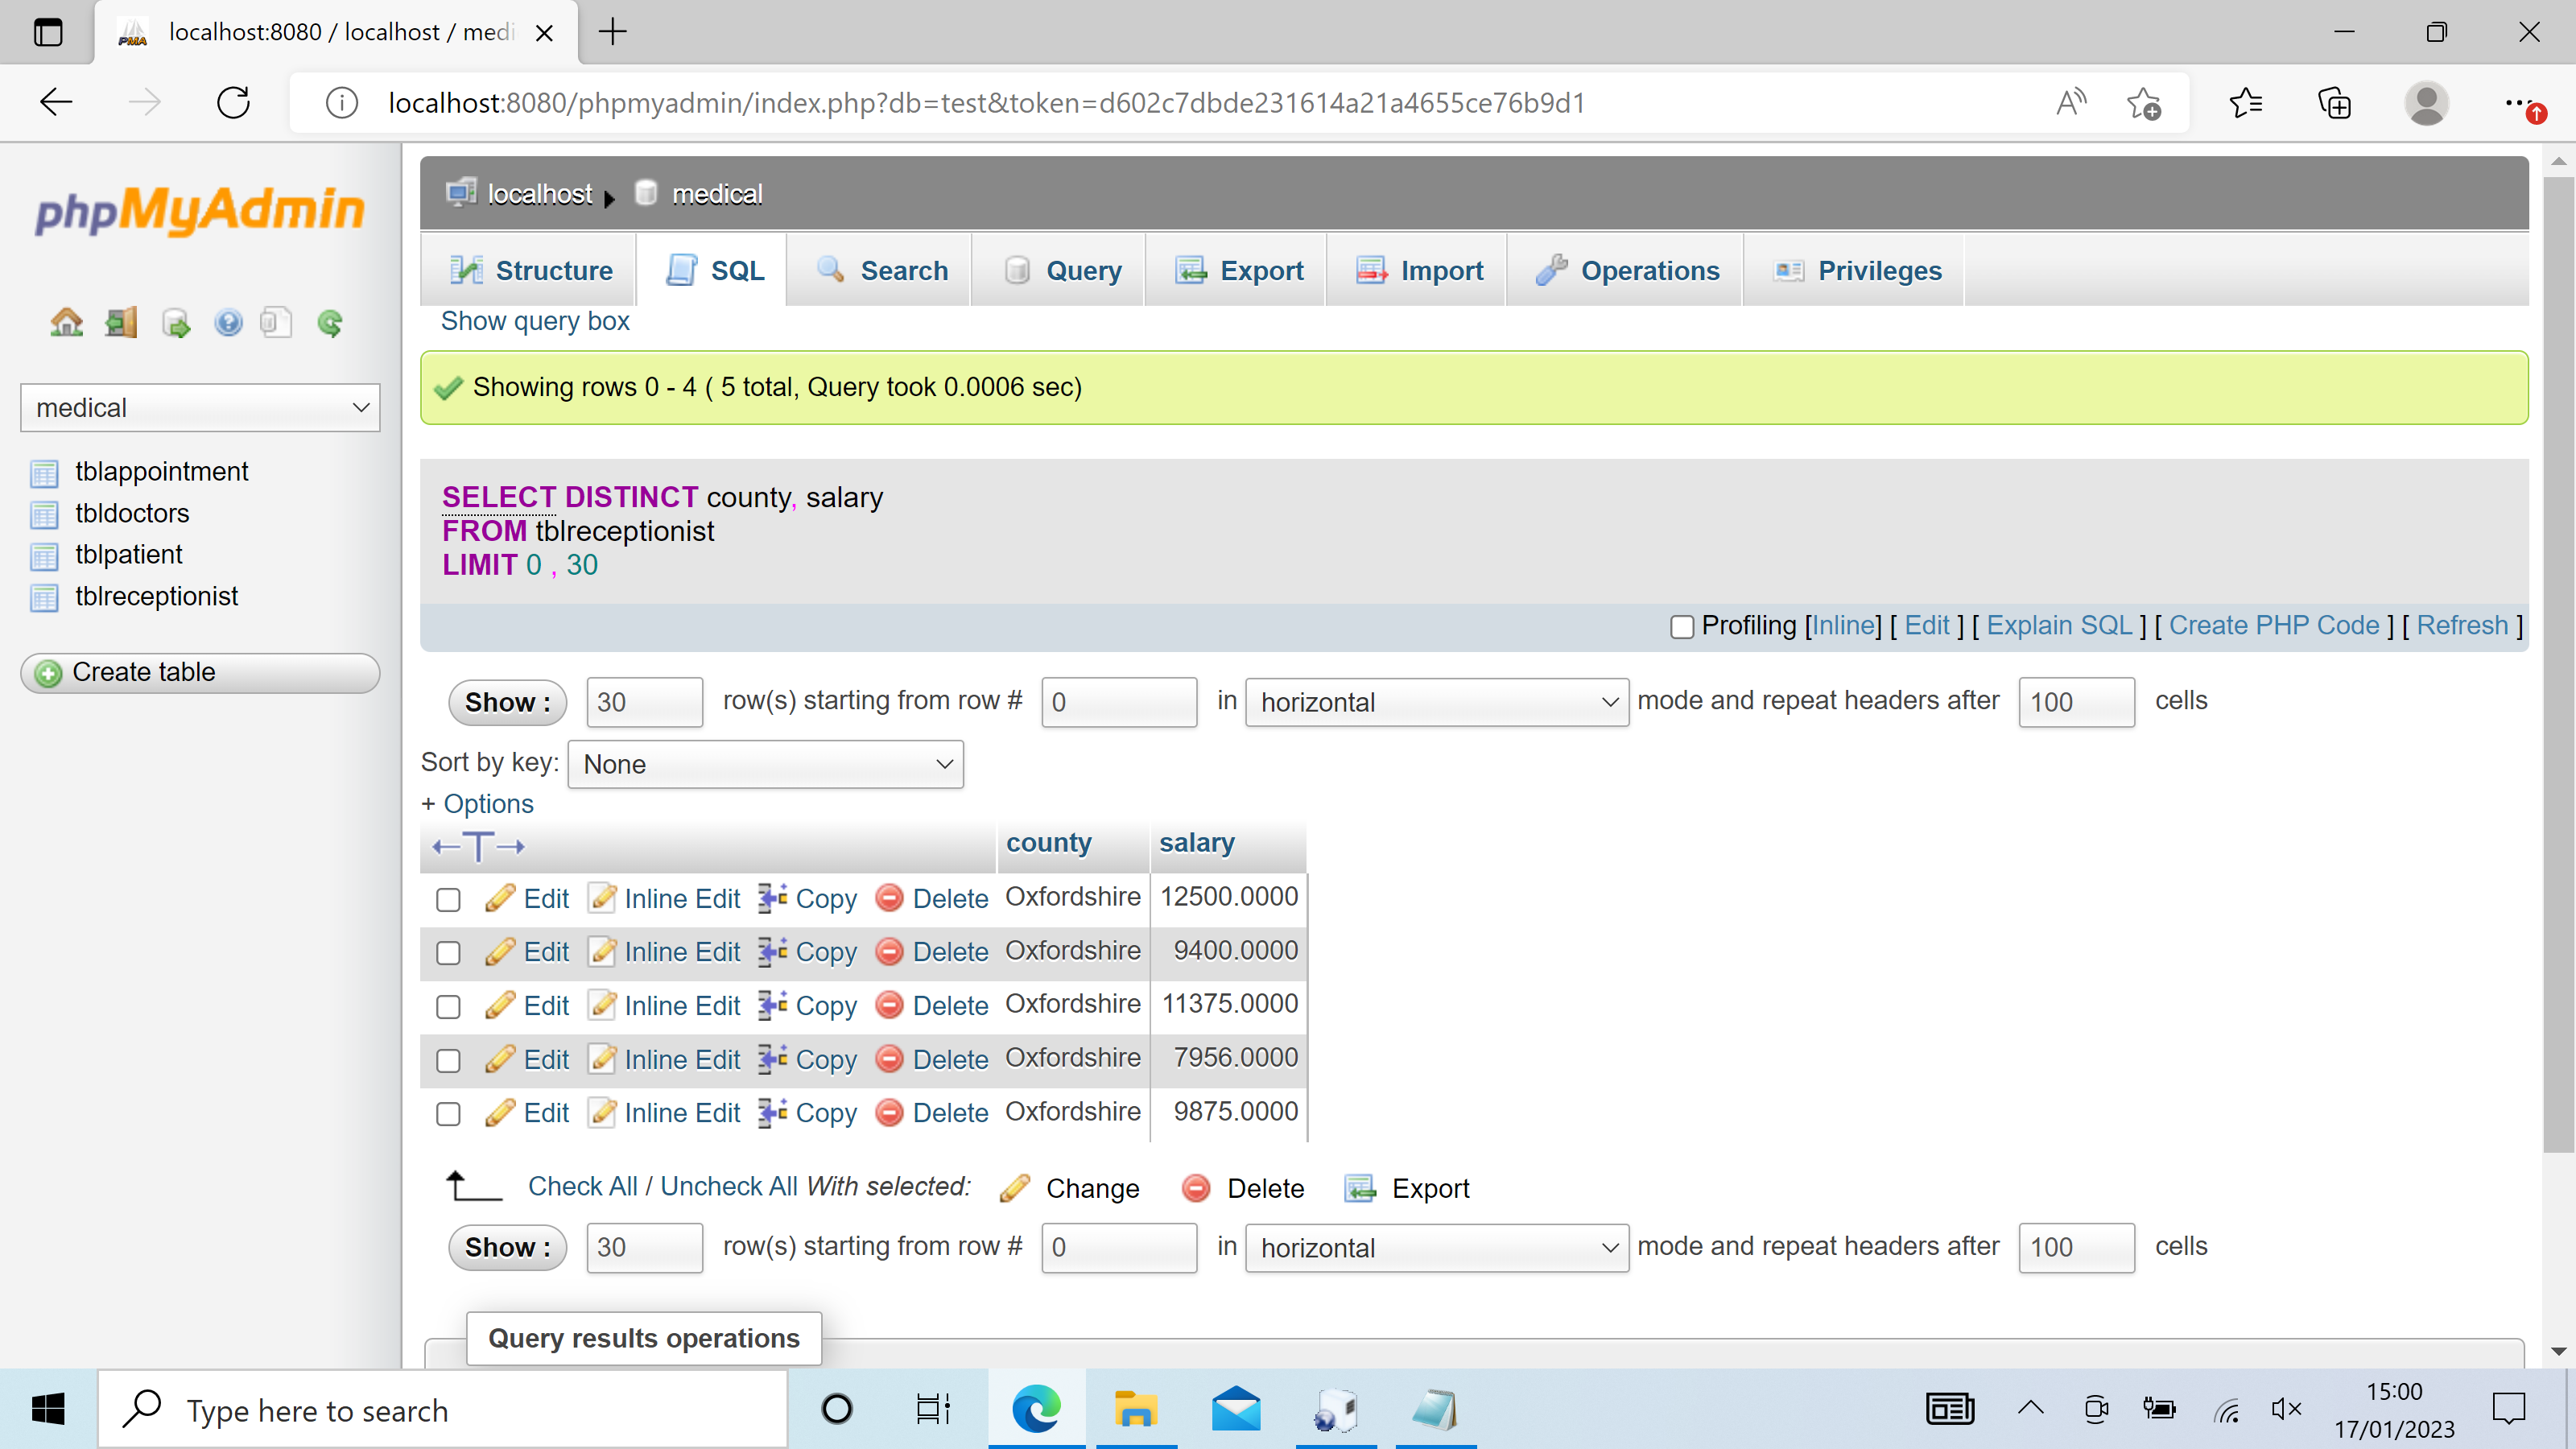 localhost:8080 / localhost / medi
localhost:8080/phpmyadmin/index.php?db=test&token=d602c7dbde231614a21a4655ce76b9d1
phpMyAdmin
medical
tblappointment
tbldoctors
tblpatient
tblreceptionist
Create table
localhost medical
Structure SQL Search Query Export Import Operations Privileges
Show query box
Showing rows 0 - 4 ( 5 total, Query took 0.0006 sec)
SELECT DISTINCT county, salary
FROM tblreceptionist
LIMIT 0 , 30
Profiling [Inline] [ Edit ] [ Explain SQL ] [ Create PHP Code ] [ Refresh ]
Show : 30 row(s) starting from row # 0 in horizontal mode and repeat headers after 100 cells
Sort by key: None
+ Options
←T→ county salary
Edit Inline Edit Copy Delete Oxfordshire 12500.0000
Edit Inline Edit Copy Delete Oxfordshire 9400.0000
Edit Inline Edit Copy Delete Oxfordshire 11375.0000
Edit Inline Edit Copy Delete Oxfordshire 7956.0000
Edit Inline Edit Copy Delete Oxfordshire 9875.0000
Check All / Uncheck All With selected: Change Delete Export
Show : 30 row(s) starting from row # 0 in horizontal mode and repeat headers after 100 cells
Query results operations
Type here to search
15:00
17/01/2023